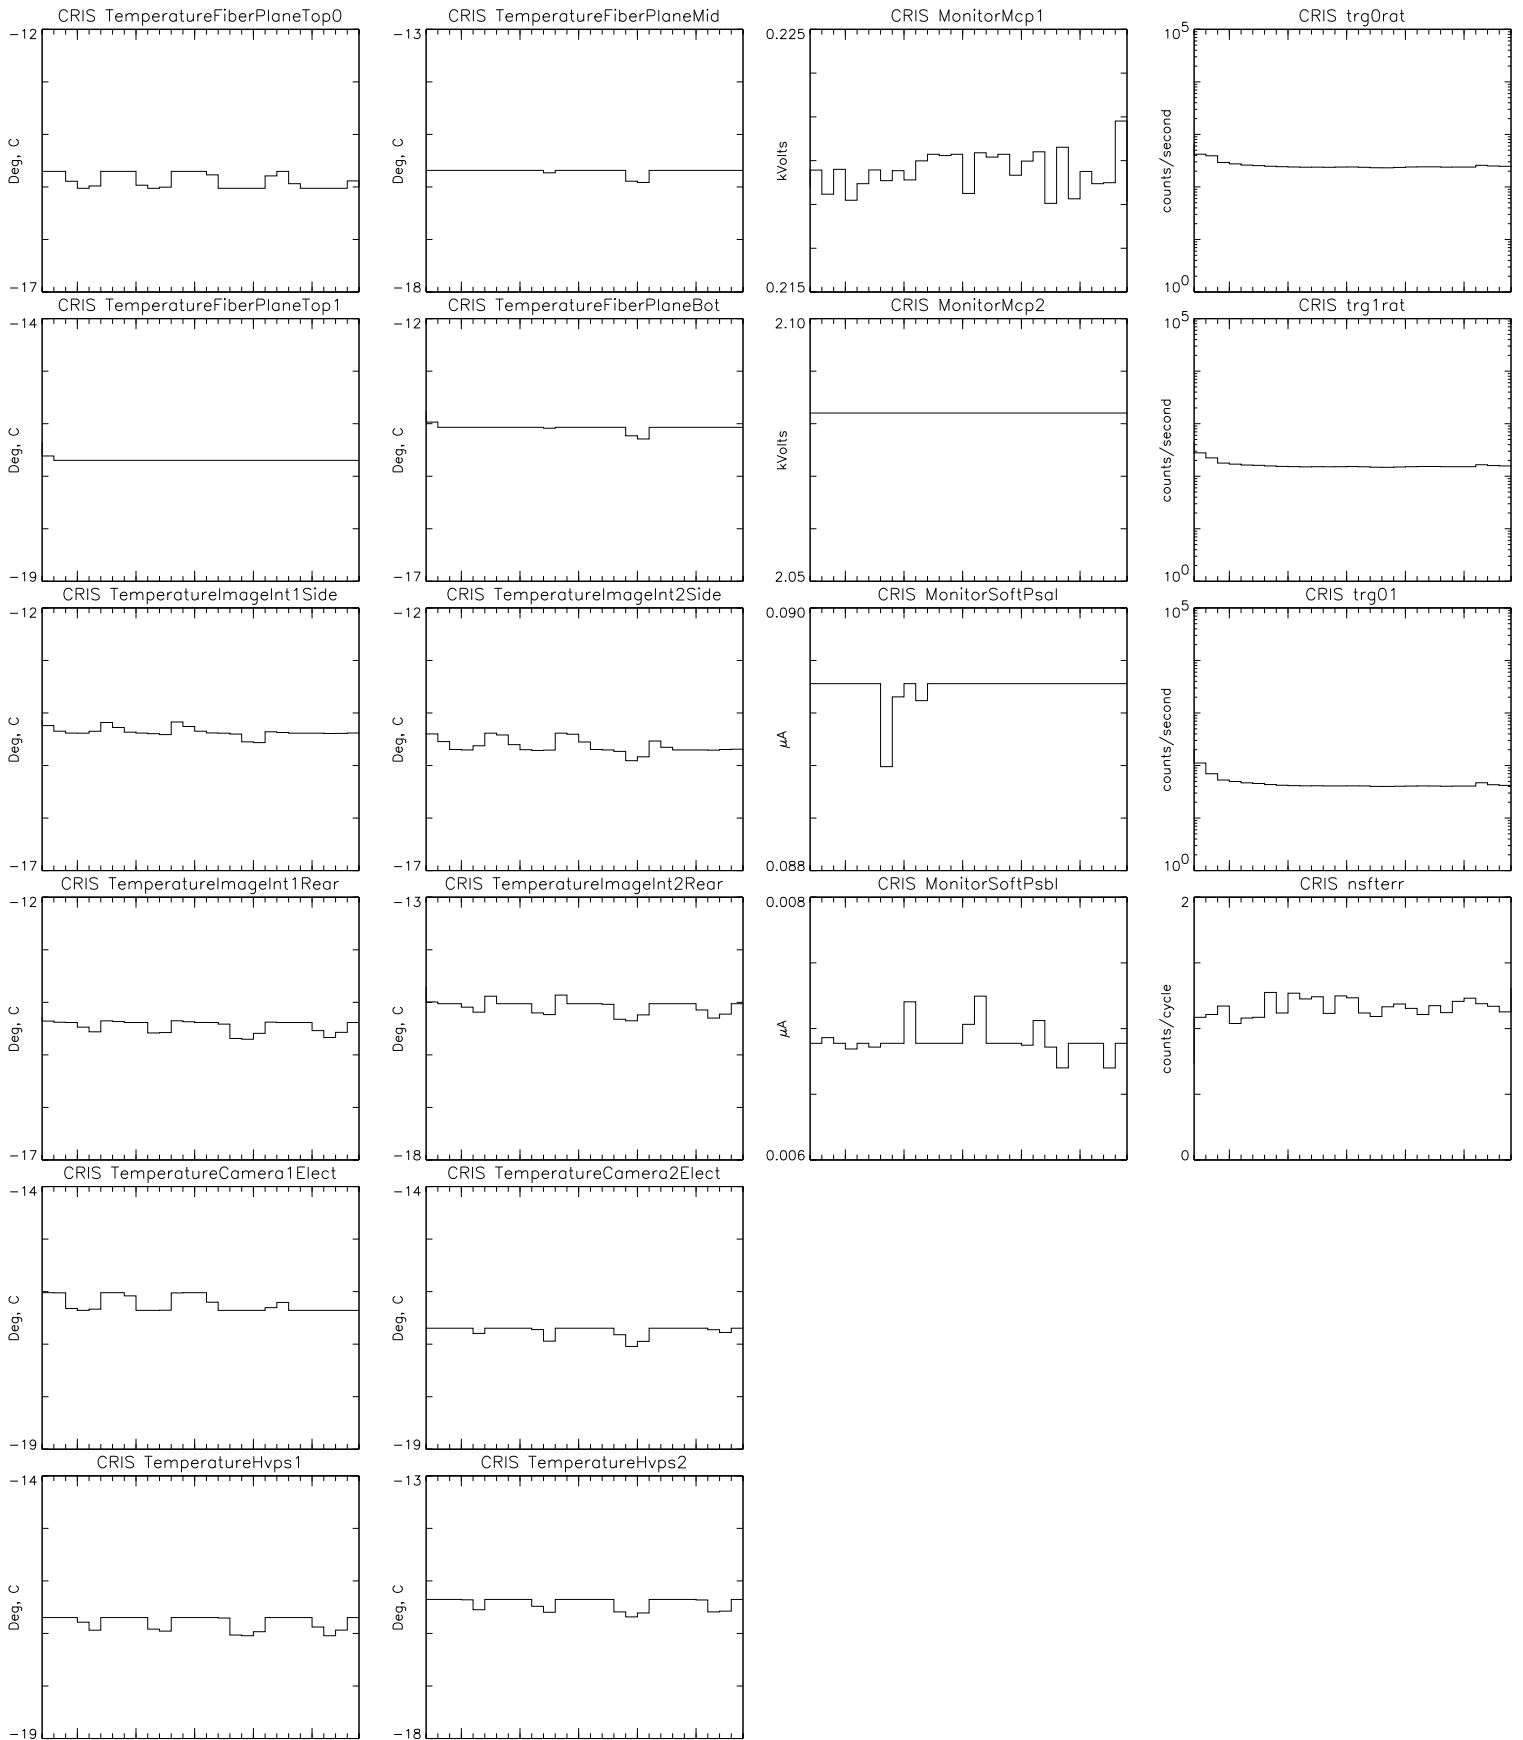 CRIS TemperatureFiberPlaneTop0
-12
Deg, C
-17
CRIS TemperatureFiberPlaneMid
-13
Deg, C
-18
CRIS MonitorMcp1
0.225
kVolts
0.215
CRIS trg0rat
10^5
counts/second
10^0
CRIS TemperatureFiberPlaneTop1
-14
Deg, C
-19
CRIS TemperatureFiberPlaneBot
-12
Deg, C
-17
CRIS MonitorMcp2
2.10
kVolts
2.05
CRIS trg1rat
10^5
counts/second
10^0
CRIS TemperatureImageInt1Side
-12
Deg, C
-17
CRIS TemperatureImageInt2Side
-12
Deg, C
-17
CRIS MonitorSoftPsaI
0.090
μA
0.088
CRIS trg01
10^5
counts/second
10^0
CRIS TemperatureImageInt1Rear
-12
Deg, C
-17
CRIS TemperatureImageInt2Rear
-13
Deg, C
-18
CRIS MonitorSoftPsbI
0.008
μA
0.006
CRIS nsfterr
2
counts/cycle
0
CRIS TemperatureCamera1Elect
-14
Deg, C
-19
CRIS TemperatureCamera2Elect
-14
Deg, C
-19
CRIS TemperatureHvps1
-14
Deg, C
-19
CRIS TemperatureHvps2
-13
Deg, C
-18